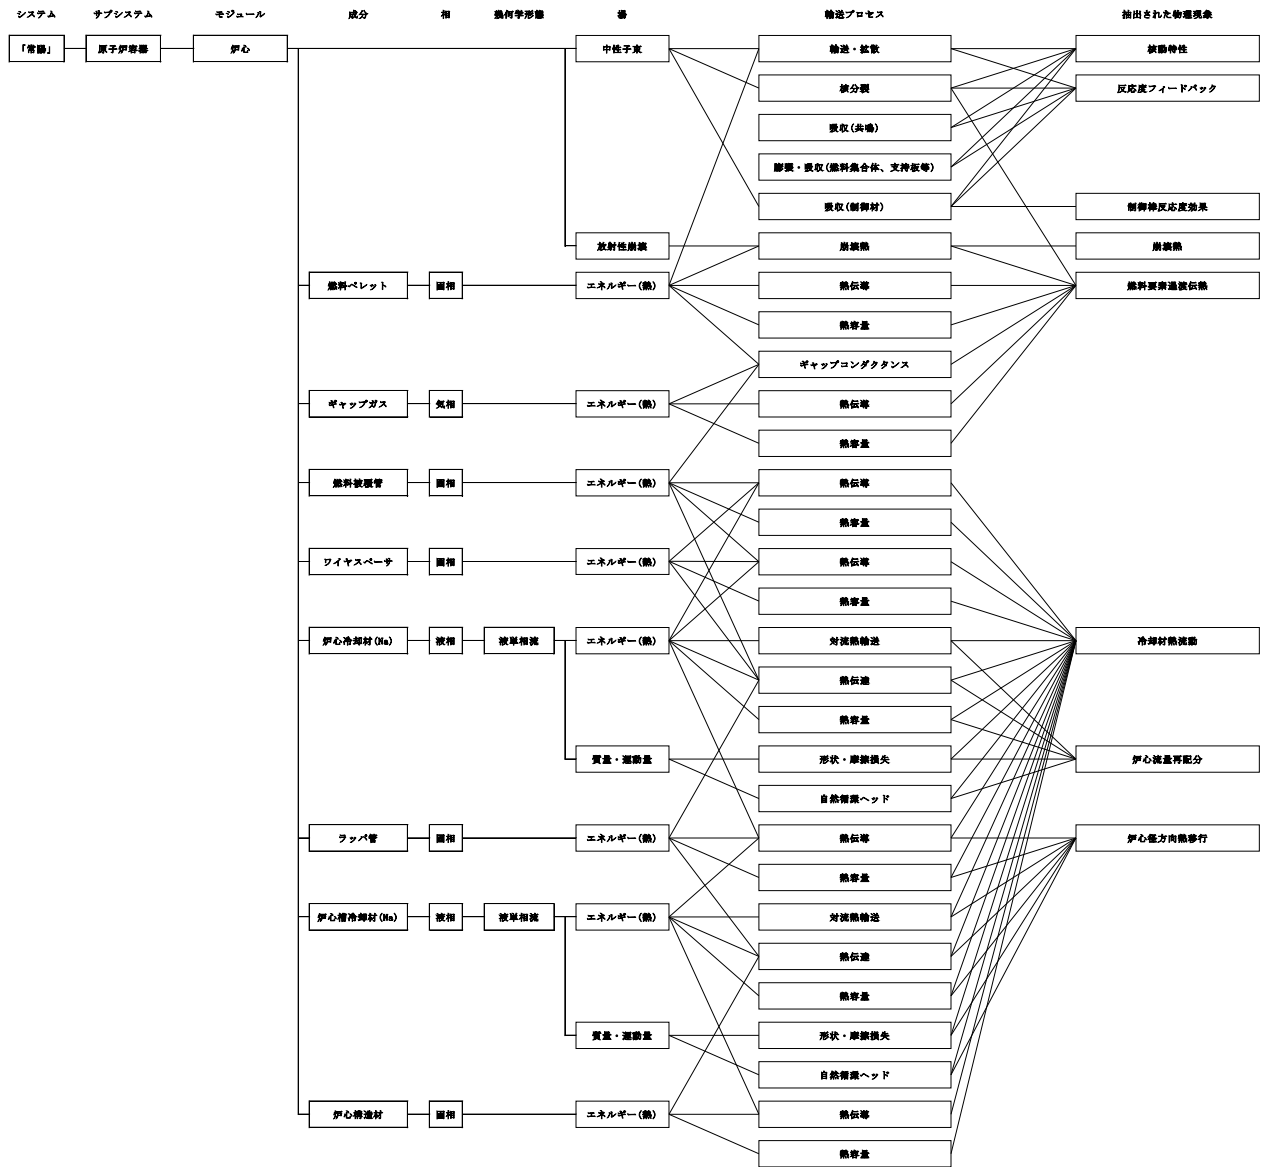 システム サブシステム モジュール 成分 相 幾何学形態 場 輸送プロセス 抽出された物理現象
「常陽」 原子炉容器 炉心 中性子束 輸送・拡散 核動特性
核分裂 反応度フィードバック
吸収(共鳴)
膨張・吸収(燃料集合体、支持板等)
吸収(制御材) 制御棒反応度効果
放射性崩壊 崩壊熱 崩壊熱
燃料ペレット 固相 エネルギー(熱) 熱伝導 燃料要素過渡伝熱
熱容量
ギャップコンダクタンス
ギャップガス 気相 エネルギー(熱) 熱伝導
熱容量
燃料被覆管 固相 エネルギー(熱) 熱伝導
熱容量
ワイヤスペーサ 固相 エネルギー(熱) 熱伝導
熱容量
炉心冷却材(Na) 液相 液単相流 エネルギー(熱) 対流熱輸送 冷却材熱流動
熱伝達
熱容量
質量・運動量 形状・摩擦損失 炉心流量再配分
自然循環ヘッド
ラッパ管 固相 エネルギー(熱) 熱伝導 炉心径方向熱移行
熱容量
炉心槽冷却材(Na) 液相 液単相流 エネルギー(熱) 対流熱輸送
熱伝達
熱容量
質量・運動量 形状・摩擦損失
自然循環ヘッド
炉心構造材 固相 エネルギー(熱) 熱伝導
熱容量